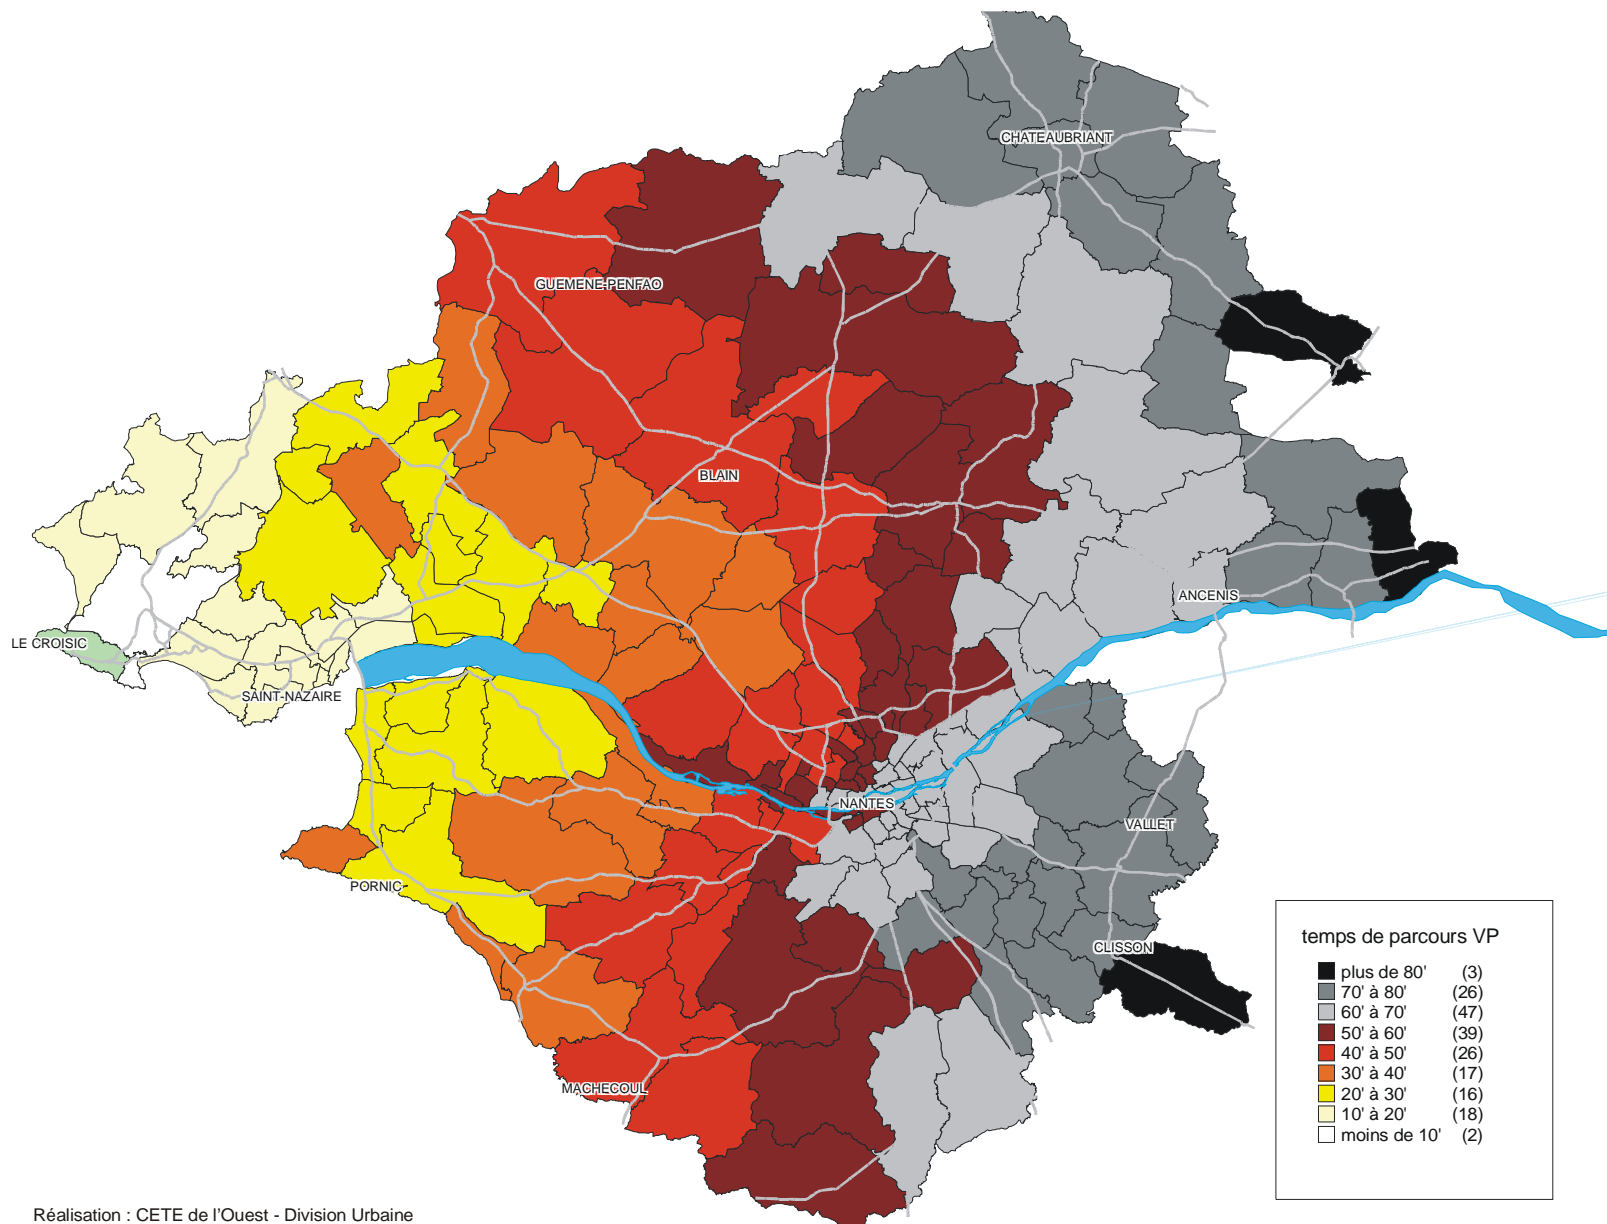 CHATEAUBRIANT
GUEMENE-PENFAO
BLAIN
ANCENIS
LE CROISIC
SAINT-NAZAIRE
NANTES
VALLET
PORNIC
CLISSON
MACHECOUL
temps de parcours VP
plus de 80' (3)
70' à 80' (26)
60' à 70' (47)
50' à 60' (39)
40' à 50' (26)
30' à 40' (17)
20' à 30' (16)
10' à 20' (18)
moins de 10' (2)
Réalisation : CETE de l'Ouest - Division Urbaine